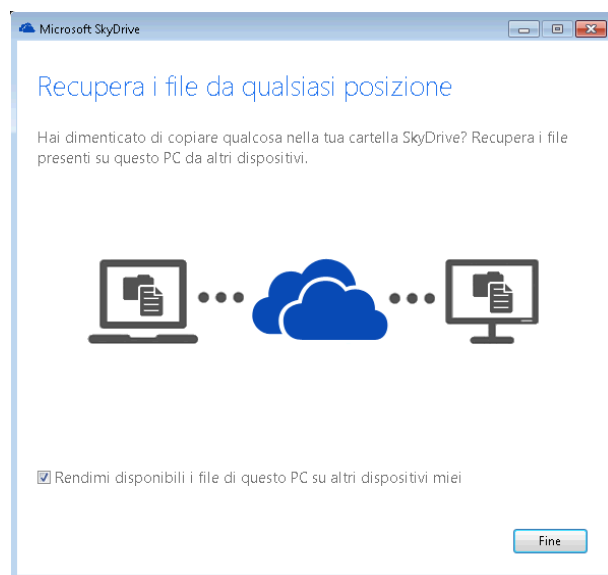 Microsoft SkyDrive
Recupera i file da qualsiasi posizione
Hai dimenticato di copiare qualcosa nella tua cartella SkyDrive? Recupera i file
presenti su questo PC da altri dispositivi.
Rendimi disponibili i file di questo PC su altri dispositivi miei
Fine